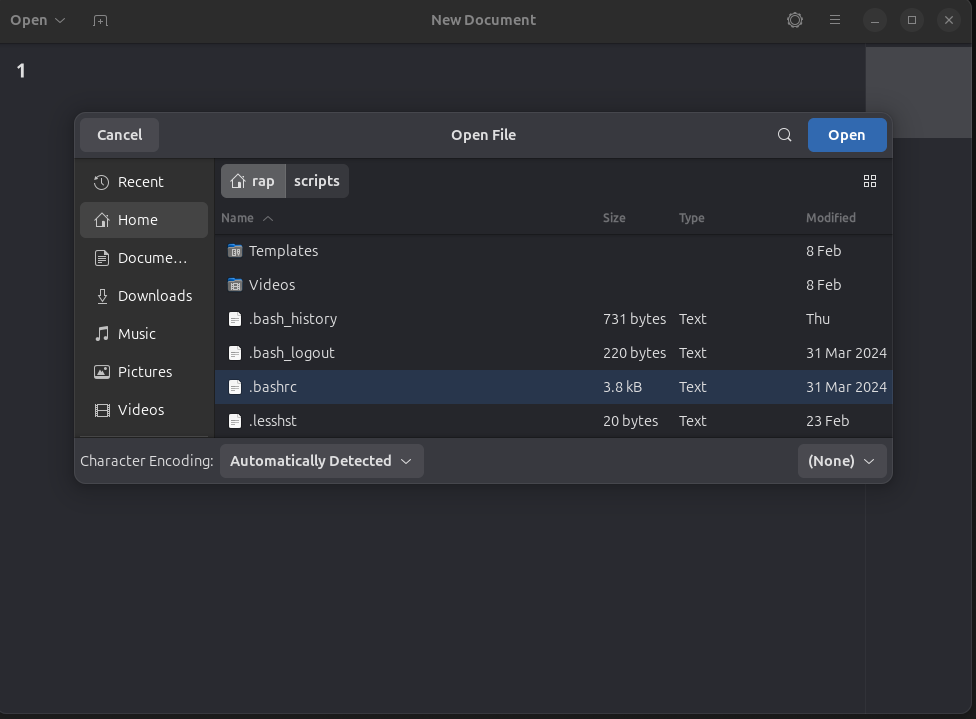 Open
New Document
1
Cancel
Open File
Open
Recent
Home
Docume...
Downloads
Music
Pictures
Videos
rap scripts
Name Size Type Modified
Templates 8 Feb
Videos 8 Feb
.bash_history 731 bytes Text Thu
.bash_logout 220 bytes Text 31 Mar 2024
.bashrc 3.8 kB Text 31 Mar 2024
.lesshst 20 bytes Text 23 Feb
Character Encoding: Automatically Detected (None)